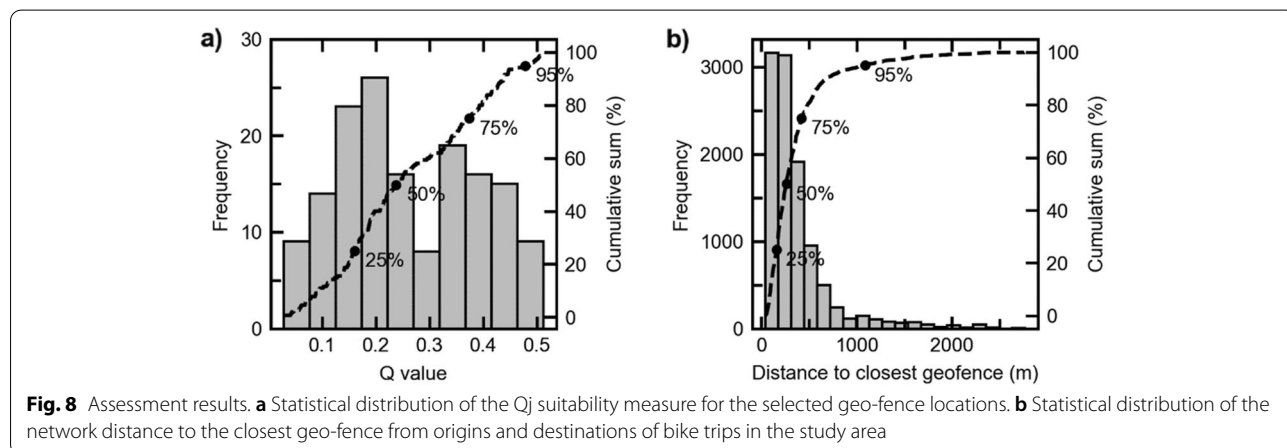 a)
30
20
10
0
Frequency
100
80
60
40
20
0
Cumulative sum (%)
95%
75%
50%
25%
0.1 0.2 0.3 0.4 0.5
Q value
b)
3000
2000
1000
0
Frequency
100
80
60
40
20
0
Cumulative sum (%)
95%
75%
50%
25%
0 1000 2000
Distance to closest geofence (m)
Fig. 8 Assessment results. a Statistical distribution of the Qj suitability measure for the selected geo-fence locations. b Statistical distribution of the
network distance to the closest geo-fence from origins and destinations of bike trips in the study area